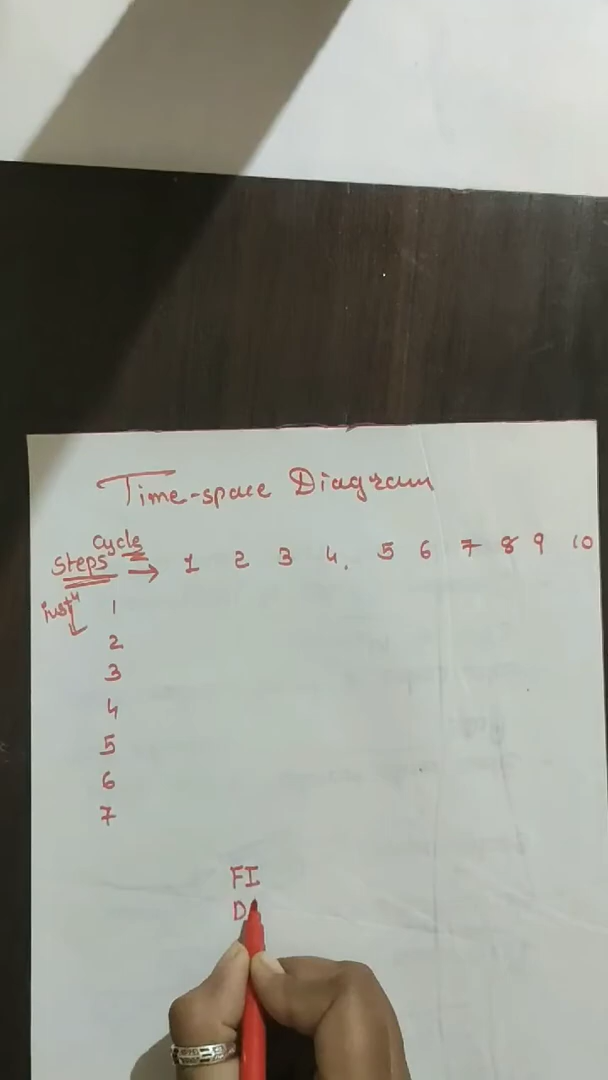 Time-space Diagram
Cycle
Steps → 1 2 3 4. 5 6 7 8 9 10
1
2
3
4
5
6
7
FI
D